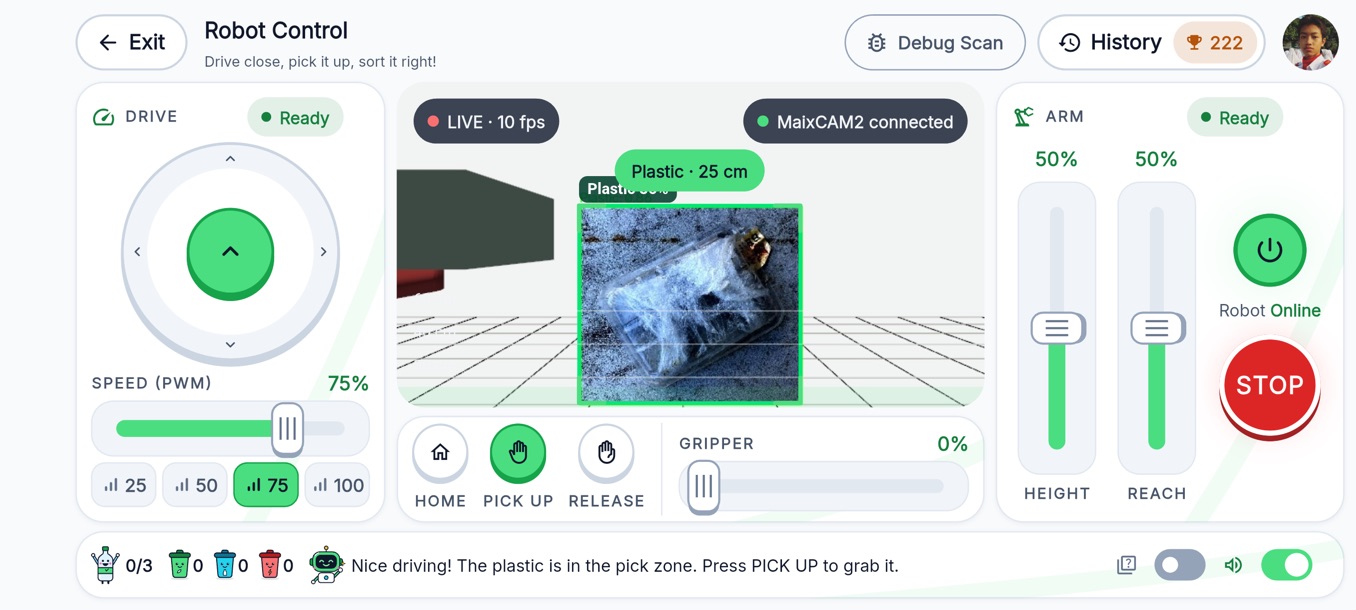 Exit
Robot Control
Drive close, pick it up, sort it right!
Debug Scan
History
222
DRIVE
Ready
SPEED (PWM)
75%
25
50
75
100
LIVE · 10 fps
MaixCAM2 connected
Plastic · 25 cm
Plastic
HOME
PICK UP
RELEASE
GRIPPER
0%
ARM
Ready
50%
50%
HEIGHT
REACH
Robot Online
STOP
0/3
0
0
0
Nice driving! The plastic is in the pick zone. Press PICK UP to grab it.